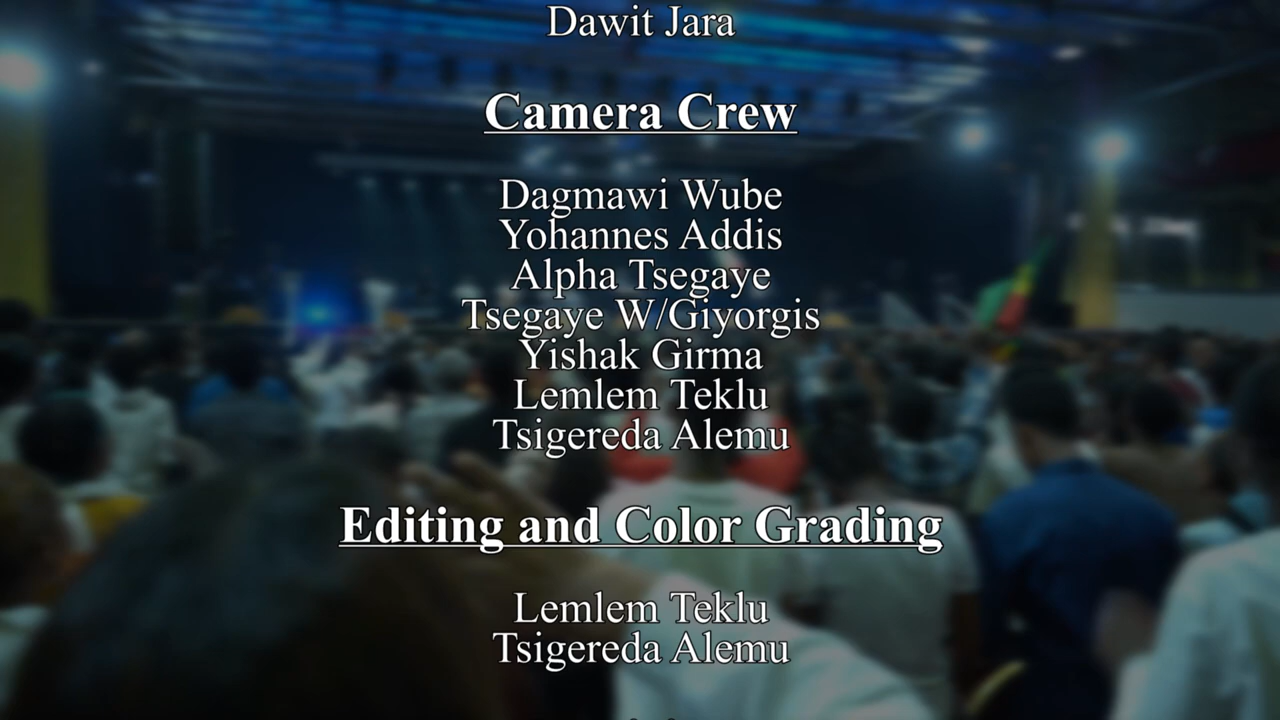 Dawit Jara
Camera Crew
Dagmawi Wube
Yohannes Addis
Alpha Tsegaye
Tsegaye W/Giyorgis
Yishak Girma
Lemlem Teklu
Tsigereda Alemu
Editing and Color Grading
Lemlem Teklu
Tsigereda Alemu